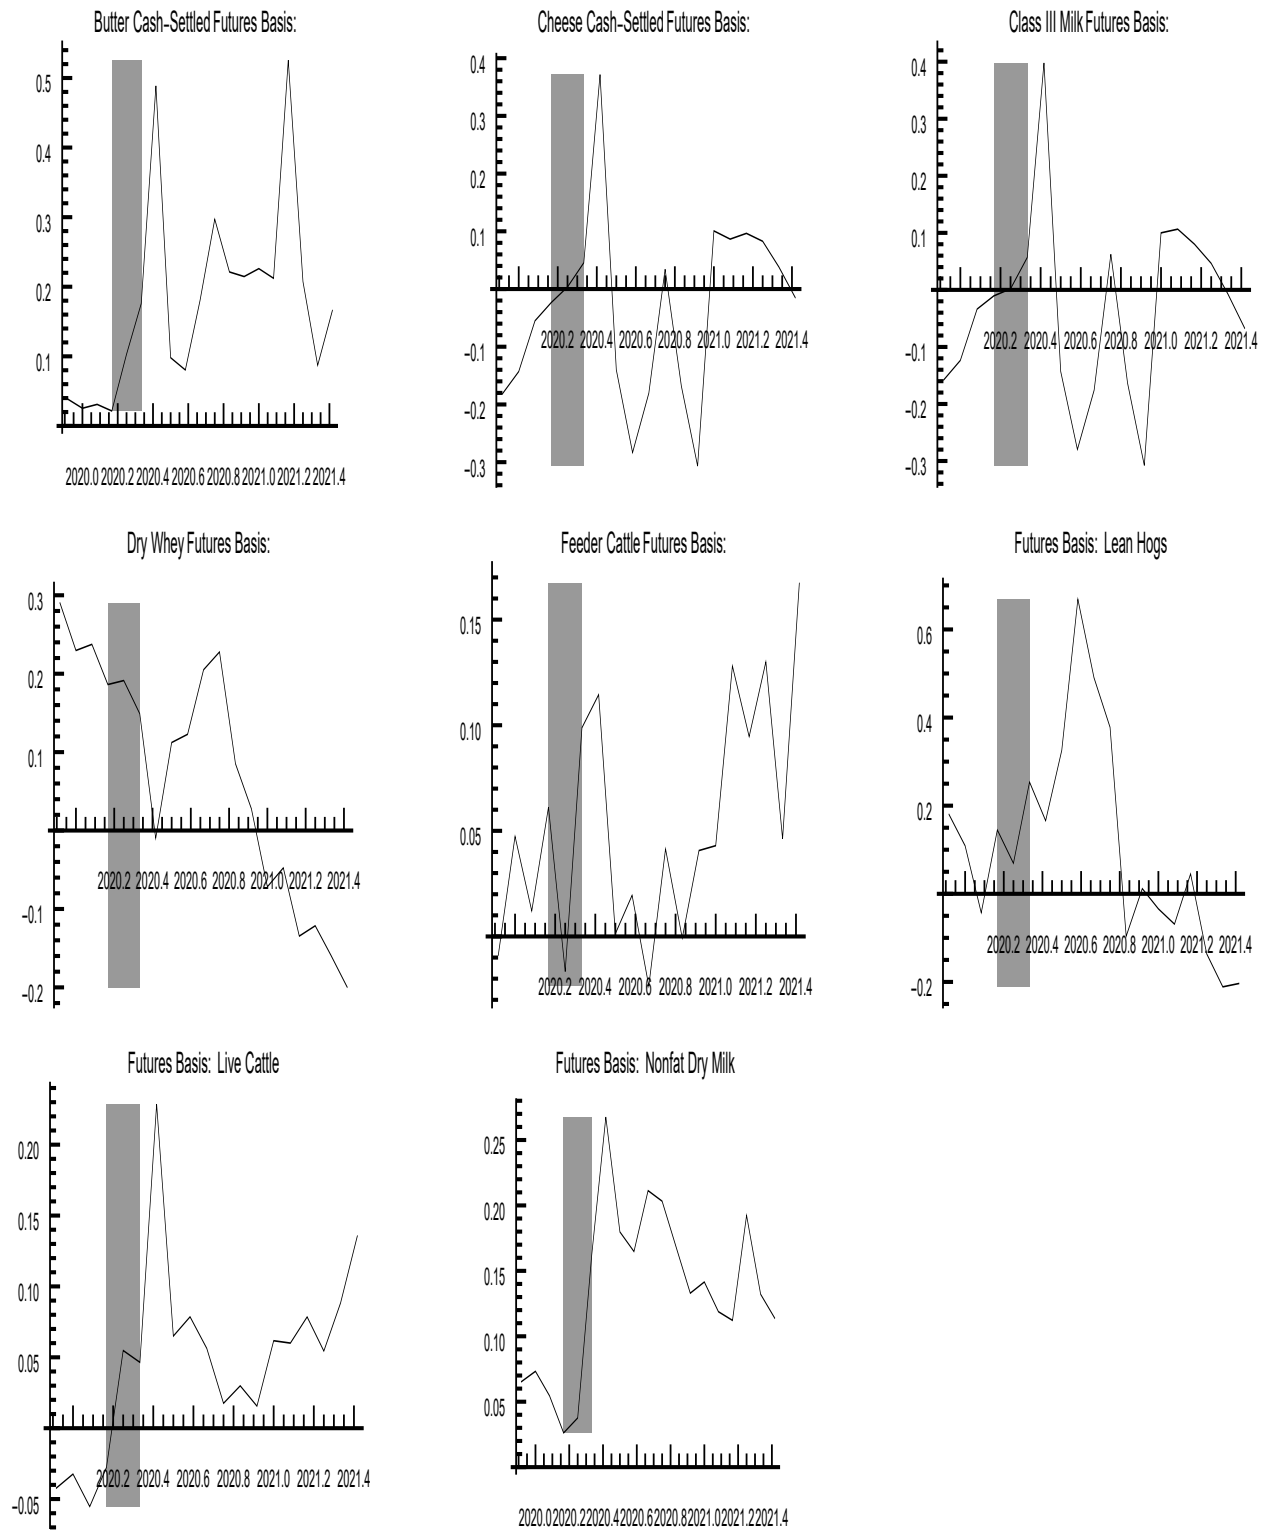 Butter Cash-Settled Futures Basis:
0.5
0.4
0.3
0.2
0.1
2020.0 2020.2 2020.4 2020.6 2020.8 2021.0 2021.2 2021.4
Cheese Cash-Settled Futures Basis:
0.4
0.3
0.2
0.1
2020.2 2020.4 2020.6 2020.8 2021.0 2021.2 2021.4
-0.1
-0.2
-0.3
Class III Milk Futures Basis:
0.4
0.3
0.2
0.1
2020.2 2020.4 2020.6 2020.8 2021.0 2021.2 2021.4
-0.1
-0.2
-0.3
Dry Whey Futures Basis:
0.3
0.2
0.1
2020.2 2020.4 2020.6 2020.8 2021.0 2021.2 2021.4
-0.1
-0.2
Feeder Cattle Futures Basis:
0.15
0.10
0.05
2020.2 2020.4 2020.6 2020.8 2021.0 2021.2 2021.4
Futures Basis: Lean Hogs
0.6
0.4
0.2
2020.2 2020.4 2020.6 2020.8 2021.0 2021.2 2021.4
-0.2
Futures Basis: Live Cattle
0.20
0.15
0.10
0.05
2020.2 2020.4 2020.6 2020.8 2021.0 2021.2 2021.4
-0.05
Futures Basis: Nonfat Dry Milk
0.25
0.20
0.15
0.10
0.05
2020.0 2020.2 2020.4 2020.6 2020.8 2021.0 2021.2 2021.4